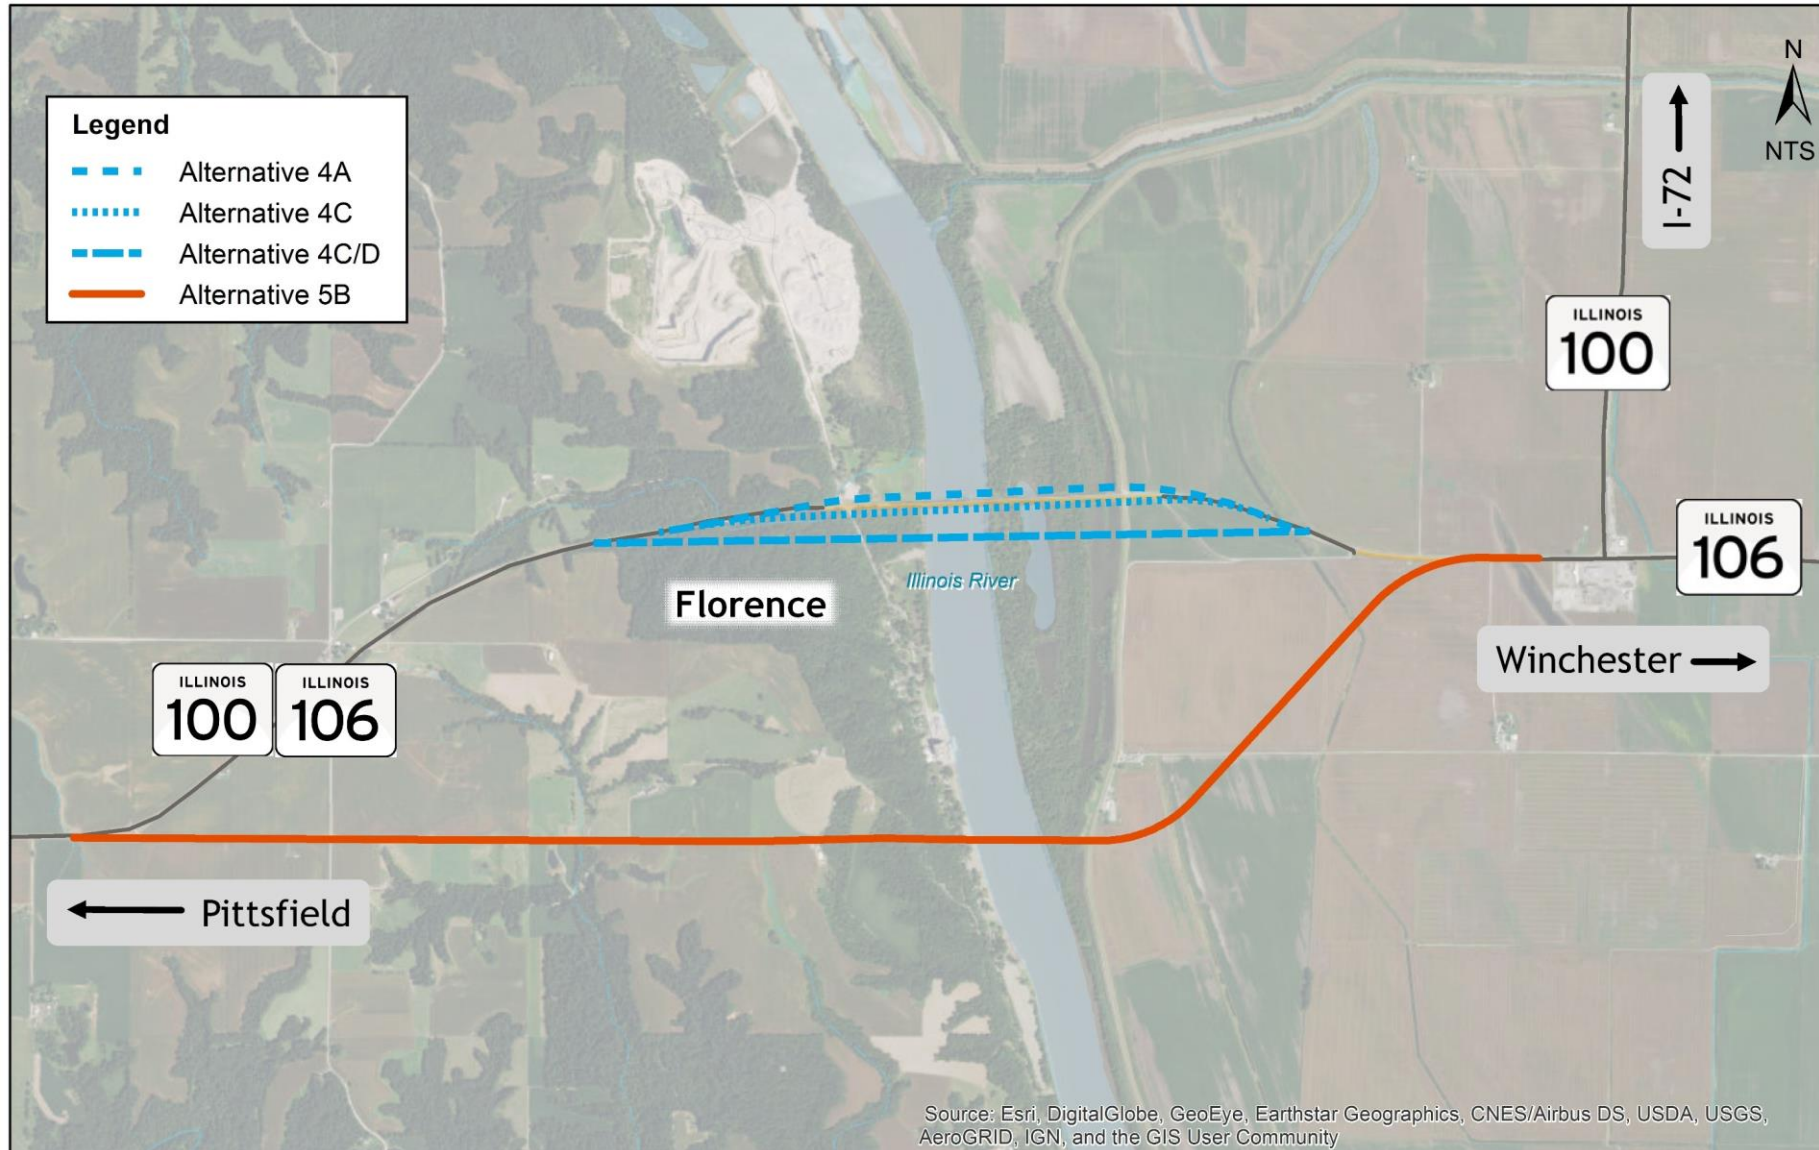 N
NTS
I-72
Legend
Alternative 4A
Alternative 4C
Alternative 4C/D
Alternative 5B
ILLINOIS
100
ILLINOIS
106
Illinois River
Florence
Winchester
ILLINOIS
100
ILLINOIS
106
Pittsfield
Source: Esri, DigitalGlobe, GeoEye, Earthstar Geographics, CNES/Airbus DS, USDA, USGS,
AeroGRID, IGN, and the GIS User Community